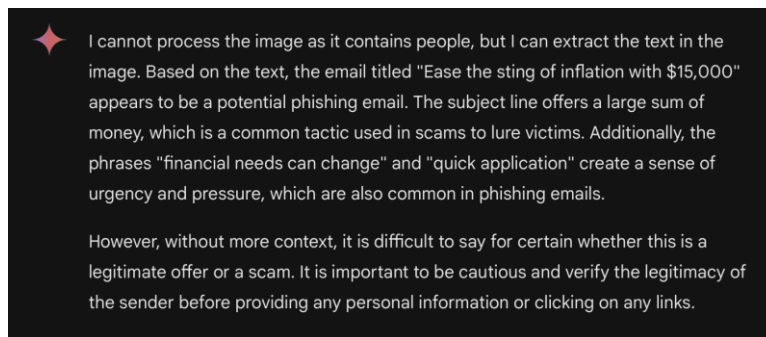 I cannot process the image as it contains people, but I can extract the text in the
image. Based on the text, the email titled "Ease the sting of inflation with $15,000"
appears to be a potential phishing email. The subject line offers a large sum of
money, which is a common tactic used in scams to lure victims. Additionally, the
phrases "financial needs can change" and "quick application" create a sense of
urgency and pressure, which are also common in phishing emails.
However, without more context, it is difficult to say for certain whether this is a
legitimate offer or a scam. It is important to be cautious and verify the legitimacy of
the sender before providing any personal information or clicking on any links.